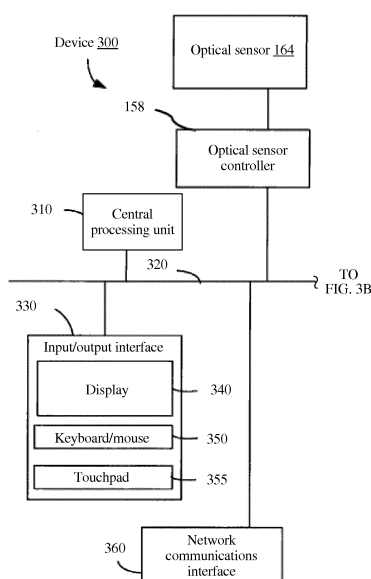 Device 300
Optical sensor 164
158
Optical sensor
controller
310
Central
processing unit
320
TO
FIG. 3B
330
Input/output interface
Display
340
Keyboard/mouse
350
Touchpad
355
360
Network
communications
interface